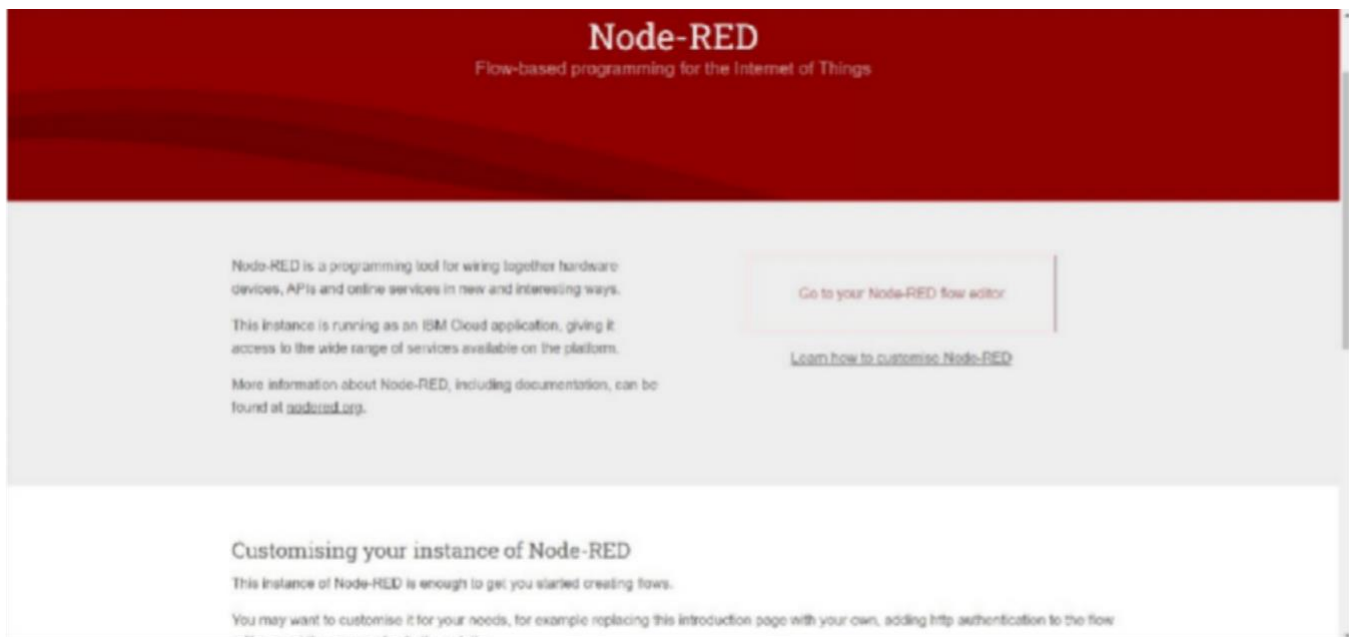 Node-RED
Flow-based programming for the Internet of Things
Node-RED is a programming tool for wiring together hardware
devices, APIs and online services in new and interesting ways.
This instance is running as an IBM Cloud application, giving it
access to the wide range of services available on the platform.
More information about Node-RED, including documentation, can be
found at nodered.org.
Go to your Node-RED flow editor
Learn how to customise Node-RED
Customising your instance of Node-RED
This instance of Node-RED is enough to get you started creating flows.
You may want to customise it for your needs, for example replacing this introduction page with your own, adding http authentication to the flow